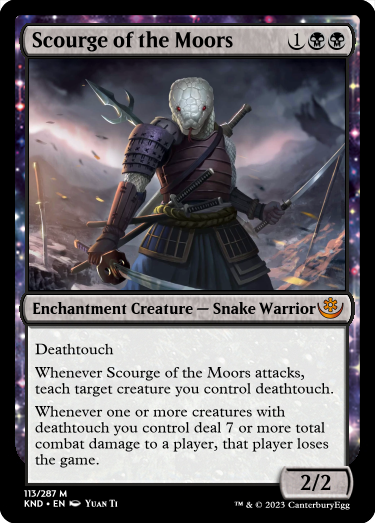 Scourge of the Moors 1
Enchantment Creature — Snake Warrior
Deathtouch
Whenever Scourge of the Moors attacks,
teach target creature you control deathtouch.
Whenever one or more creatures with
deathtouch you control deal 7 or more total
combat damage to a player, that player loses
the game.
2/2
113/287 M
KND • EN Yuan Ti
™ & © 2023 CanterburyEgg